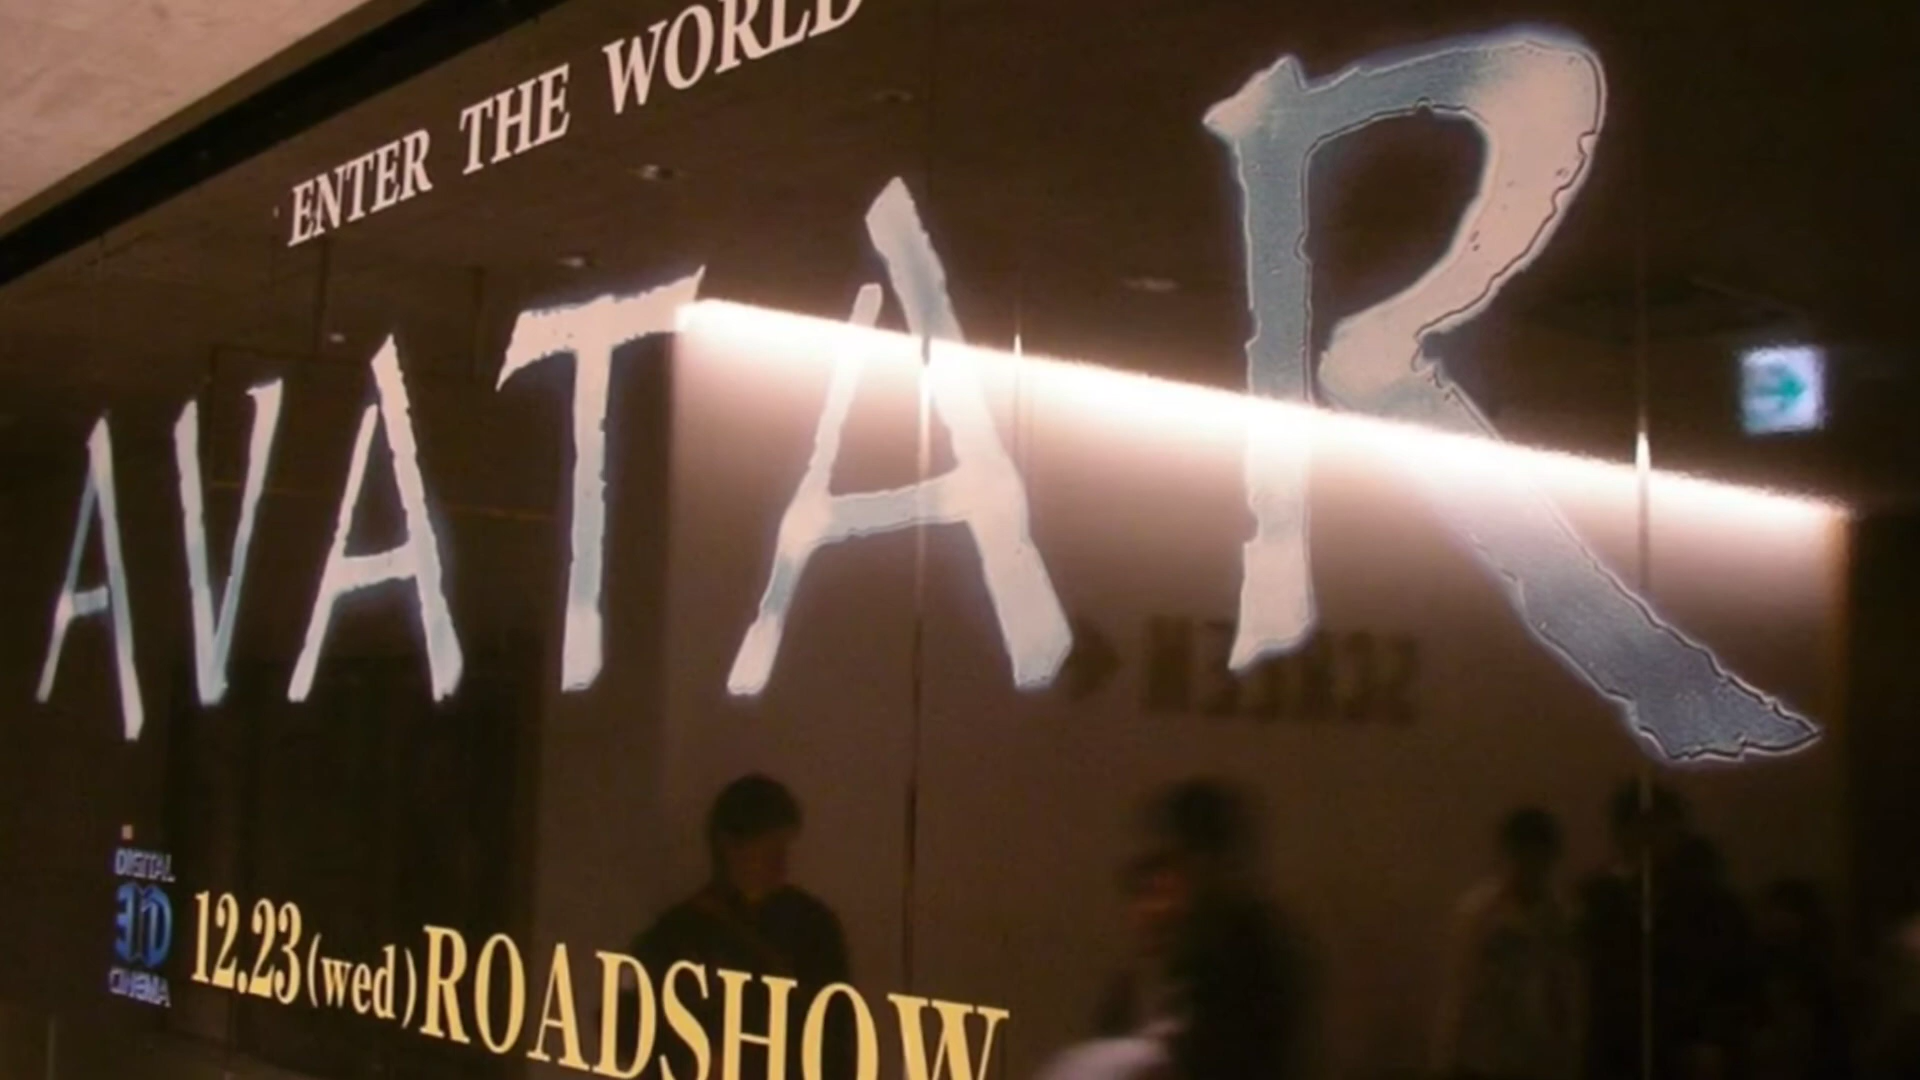 ENTER THE WORLD
AVATAR
DIGITAL
3D
CINEMA
12.23(wed)ROADSHOW